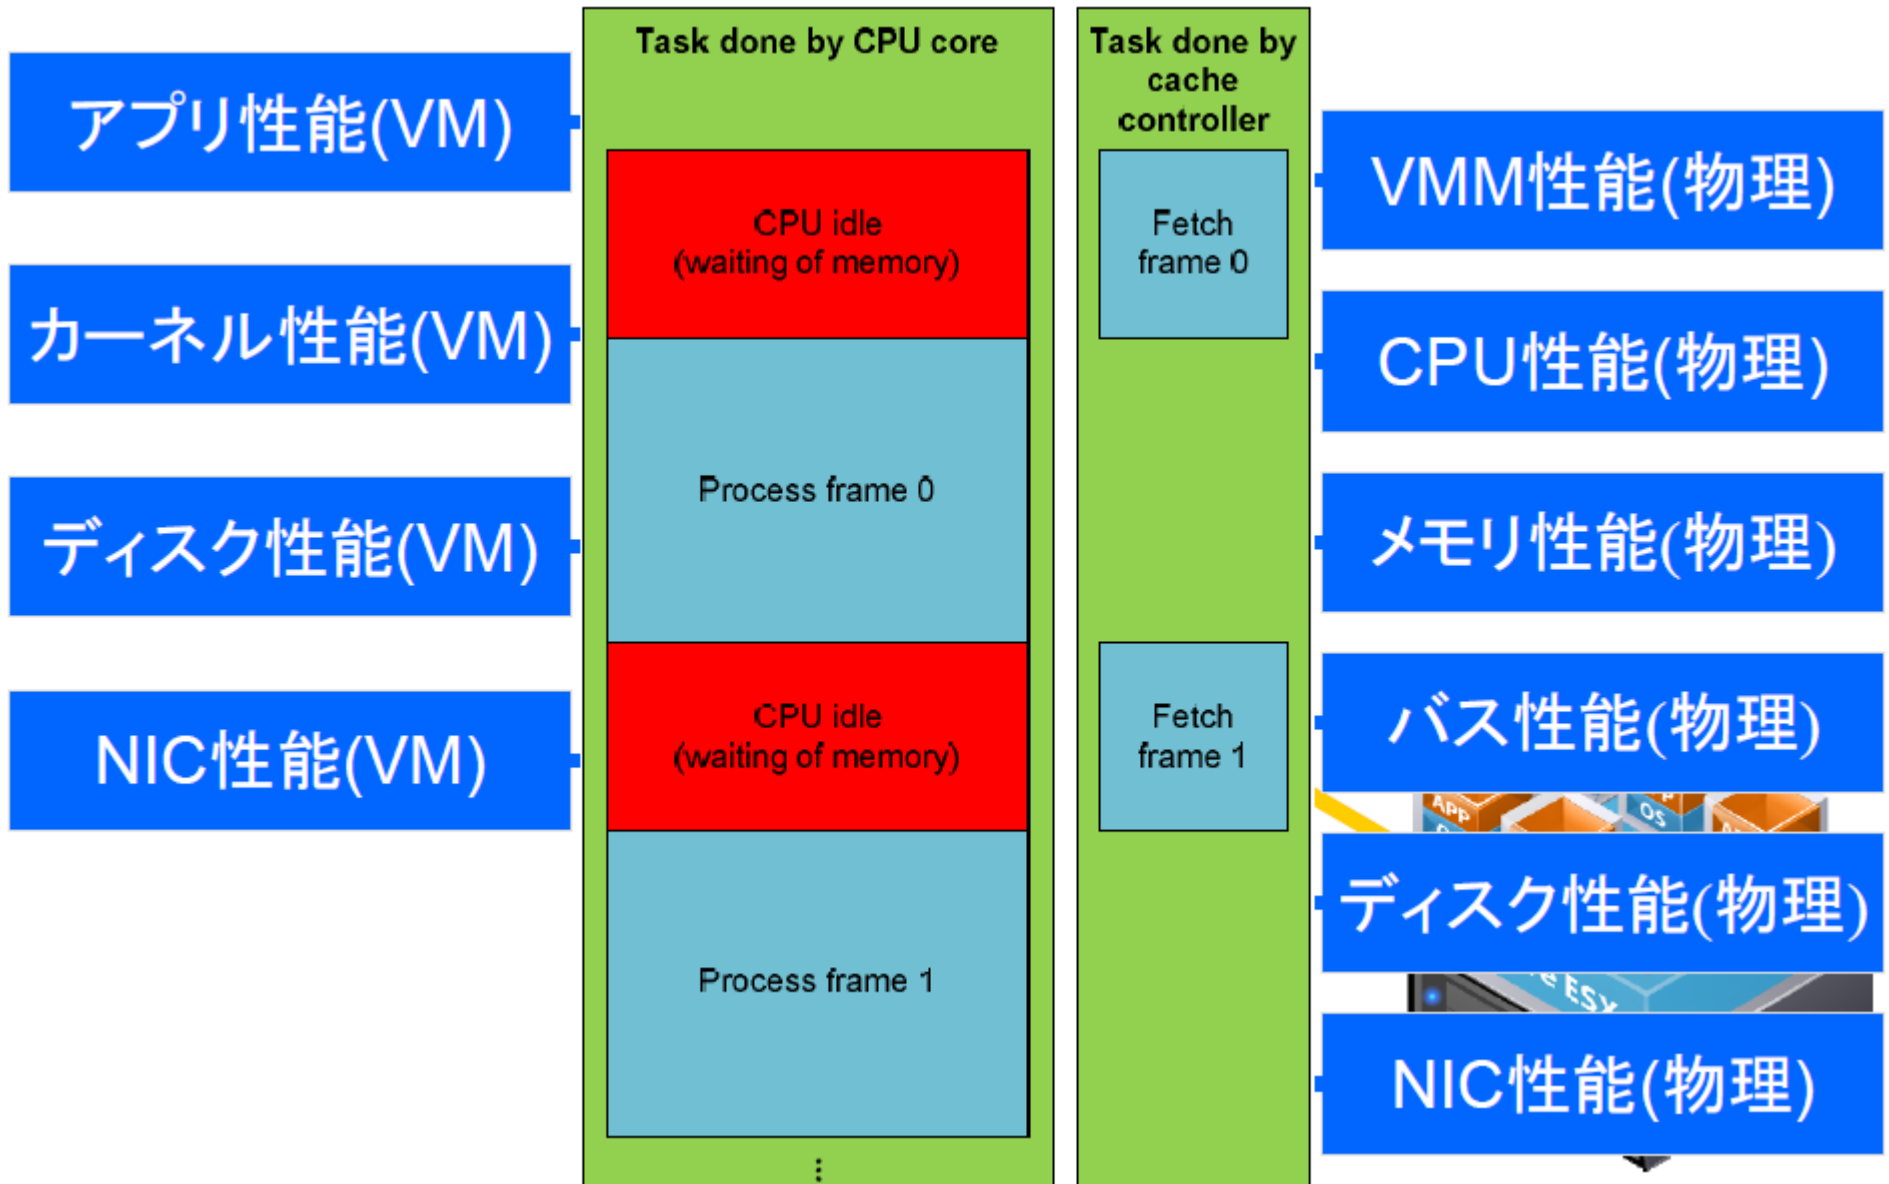 アプリ性能(VM)
カーネル性能(VM)
ディスク性能(VM)
NIC性能(VM)
Task done by CPU core
CPU idle
(waiting of memory)
Process frame 0
CPU idle
(waiting of memory)
Process frame 1
⋮
Task done by
cache
controller
Fetch
frame 0
Fetch
frame 1
VMM性能(物理)
CPU性能(物理)
メモリ性能(物理)
バス性能(物理)
APP
OS
ディスク性能(物理)
ESX
NIC性能(物理)